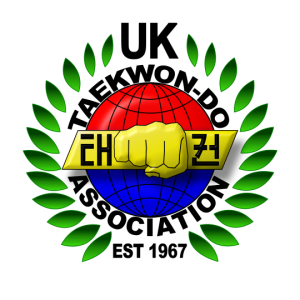 UK
TAEKWON-DO
태 권
ASSOCIATION
EST 1967